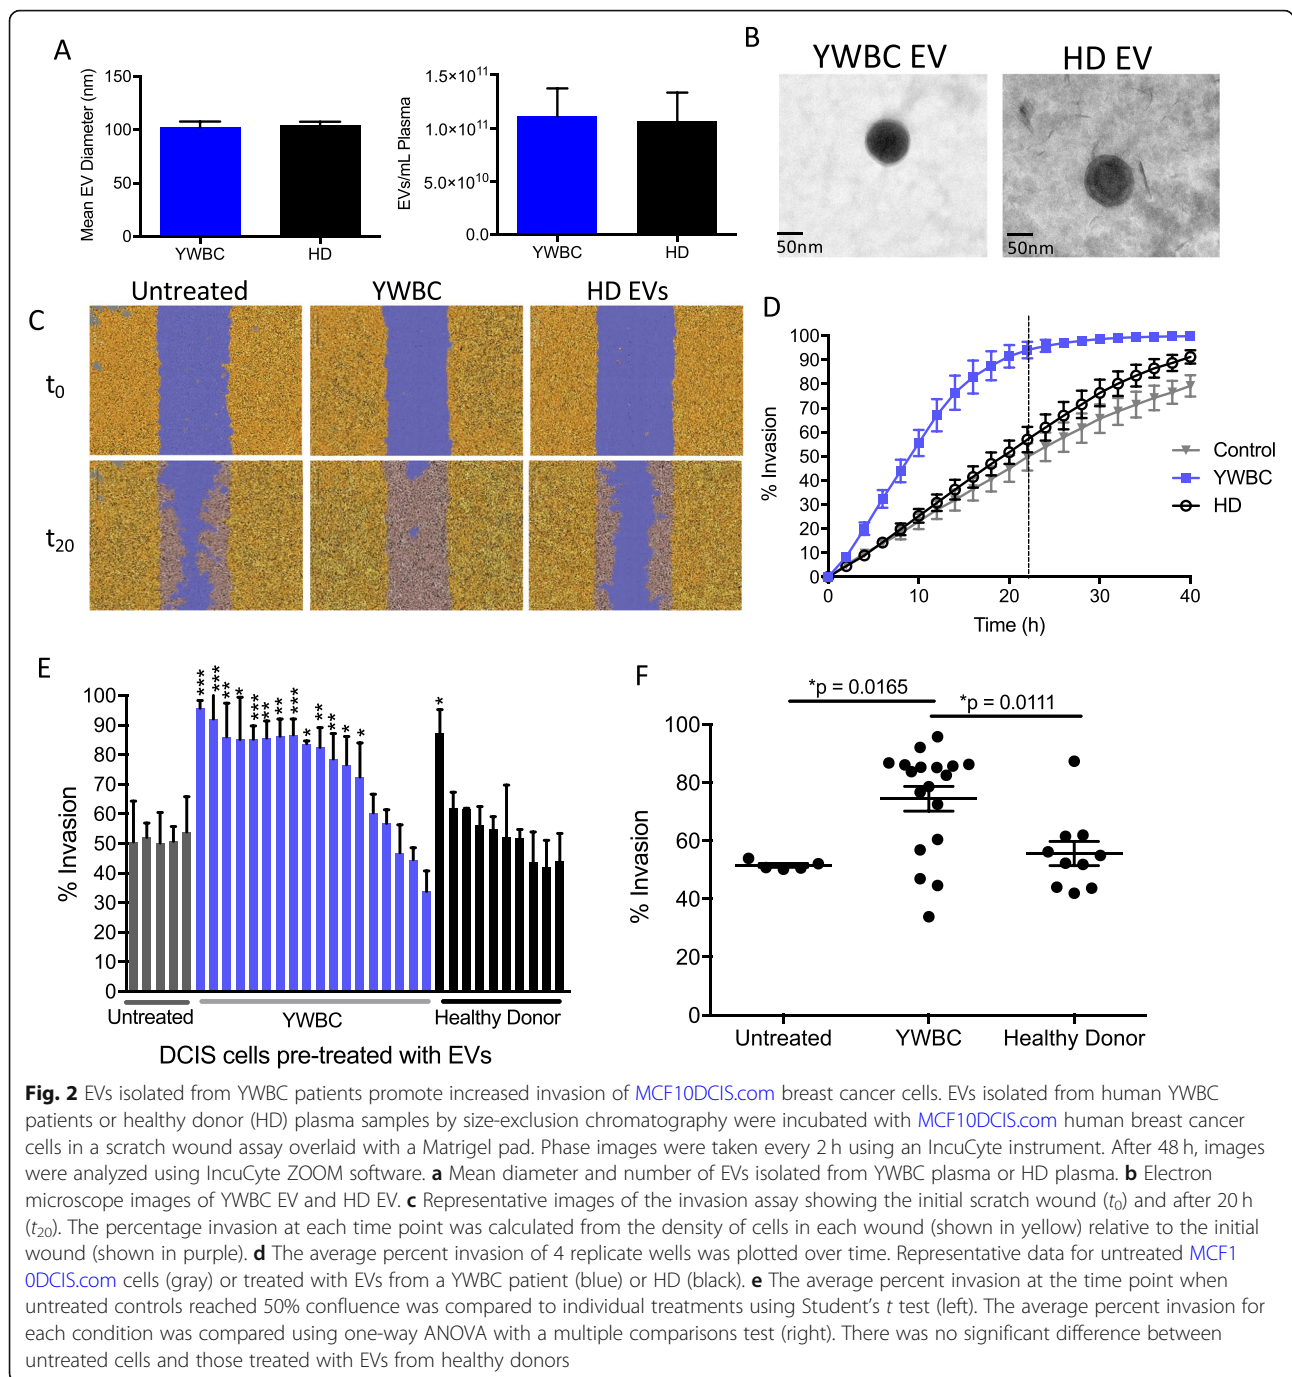 A
Mean EV Diameter (nm)
150
100
50
0
YWBC
HD
EVs/mL Plasma
1.5×10¹¹
1.0×10¹¹
5.0×10¹⁰
0.0
YWBC
HD
B
YWBC EV
HD EV
50nm
50nm
C
Untreated
YWBC
HD EVs
t₀
t₂₀
D
% Invasion
100
90
80
70
60
50
40
30
20
10
0
0
10
20
30
40
Time (h)
Control
YWBC
HD
E
% Invasion
100
90
80
70
60
50
40
30
20
10
0
***
***
**
*
***
**
**
***
*
**
**
*
*
*
Untreated
YWBC
Healthy Donor
DCIS cells pre-treated with EVs
F
*p = 0.0165
*p = 0.0111
% Invasion
100
80
60
40
20
0
Untreated
YWBC
Healthy Donor
Fig. 2 EVs isolated from YWBC patients promote increased invasion of MCF10DCIS.com breast cancer cells. EVs isolated from human YWBC
patients or healthy donor (HD) plasma samples by size-exclusion chromatography were incubated with MCF10DCIS.com human breast cancer
cells in a scratch wound assay overlaid with a Matrigel pad. Phase images were taken every 2 h using an IncuCyte instrument. After 48 h, images
were analyzed using IncuCyte ZOOM software. a Mean diameter and number of EVs isolated from YWBC plasma or HD plasma. b Electron
microscope images of YWBC EV and HD EV. c Representative images of the invasion assay showing the initial scratch wound (t₀) and after 20 h
(t₂₀). The percentage invasion at each time point was calculated from the density of cells in each wound (shown in yellow) relative to the initial
wound (shown in purple). d The average percent invasion of 4 replicate wells was plotted over time. Representative data for untreated MCF1
0DCIS.com cells (gray) or treated with EVs from a YWBC patient (blue) or HD (black). e The average percent invasion at the time point when
untreated controls reached 50% confluence was compared to individual treatments using Student's t test (left). The average percent invasion for
each condition was compared using one-way ANOVA with a multiple comparisons test (right). There was no significant difference between
untreated cells and those treated with EVs from healthy donors